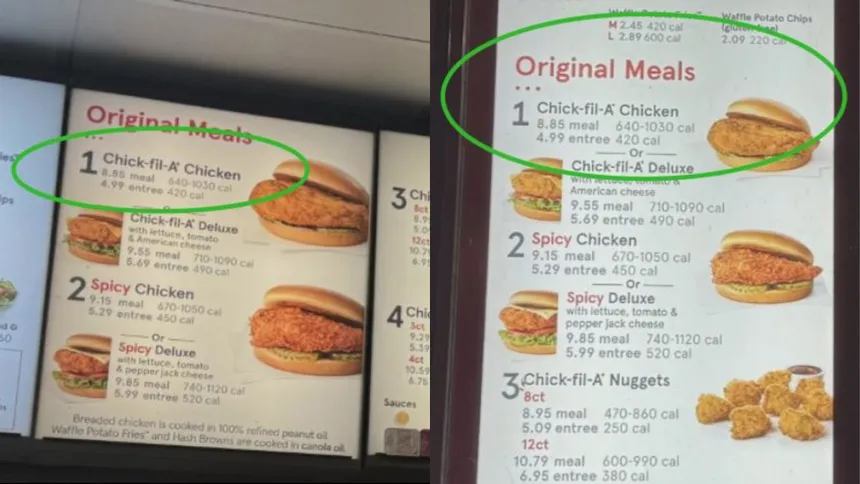 Original Meals
1 Chick-fil-A® Chicken
8.55 meal 640-1030 cal
4.99 entree 420 cal
Or
Chick-fil-A® Deluxe
with lettuce, tomato
& American cheese
9.55 meal 710-1090 cal
5.69 entree 490 cal
2 Spicy Chicken
9.15 meal 670-1050 cal
5.29 entree 450 cal
Or
Spicy Deluxe
with lettuce, tomato
& pepper jack cheese
9.85 meal 740-1120 cal
5.99 entree 520 cal
Breaded chicken is cooked in 100% refined peanut oil.
Waffle Potato Fries™ and Hash Browns are cooked in canola oil.
3 Chi
8ct
12ct
4 Chi
3ct
4ct
Sauces
Waffle Potato Chips
(gluten free)
M 2.45 420 cal
L 2.89 600 cal
2.09 220 cal
Original Meals
1 Chick-fil-A® Chicken
8.85 meal 640-1030 cal
4.99 entree 420 cal
Or
Chick-fil-A® Deluxe
with lettuce, tomato &
American cheese
9.55 meal 710-1090 cal
5.69 entree 490 cal
2 Spicy Chicken
9.15 meal 670-1050 cal
5.29 entree 450 cal
Or
Spicy Deluxe
with lettuce, tomato &
pepper jack cheese
9.85 meal 740-1120 cal
5.99 entree 520 cal
3 Chick-fil-A® Nuggets
8ct
8.95 meal 470-860 cal
5.09 entree 250 cal
12ct
10.79 meal 600-990 cal
6.95 entree 380 cal